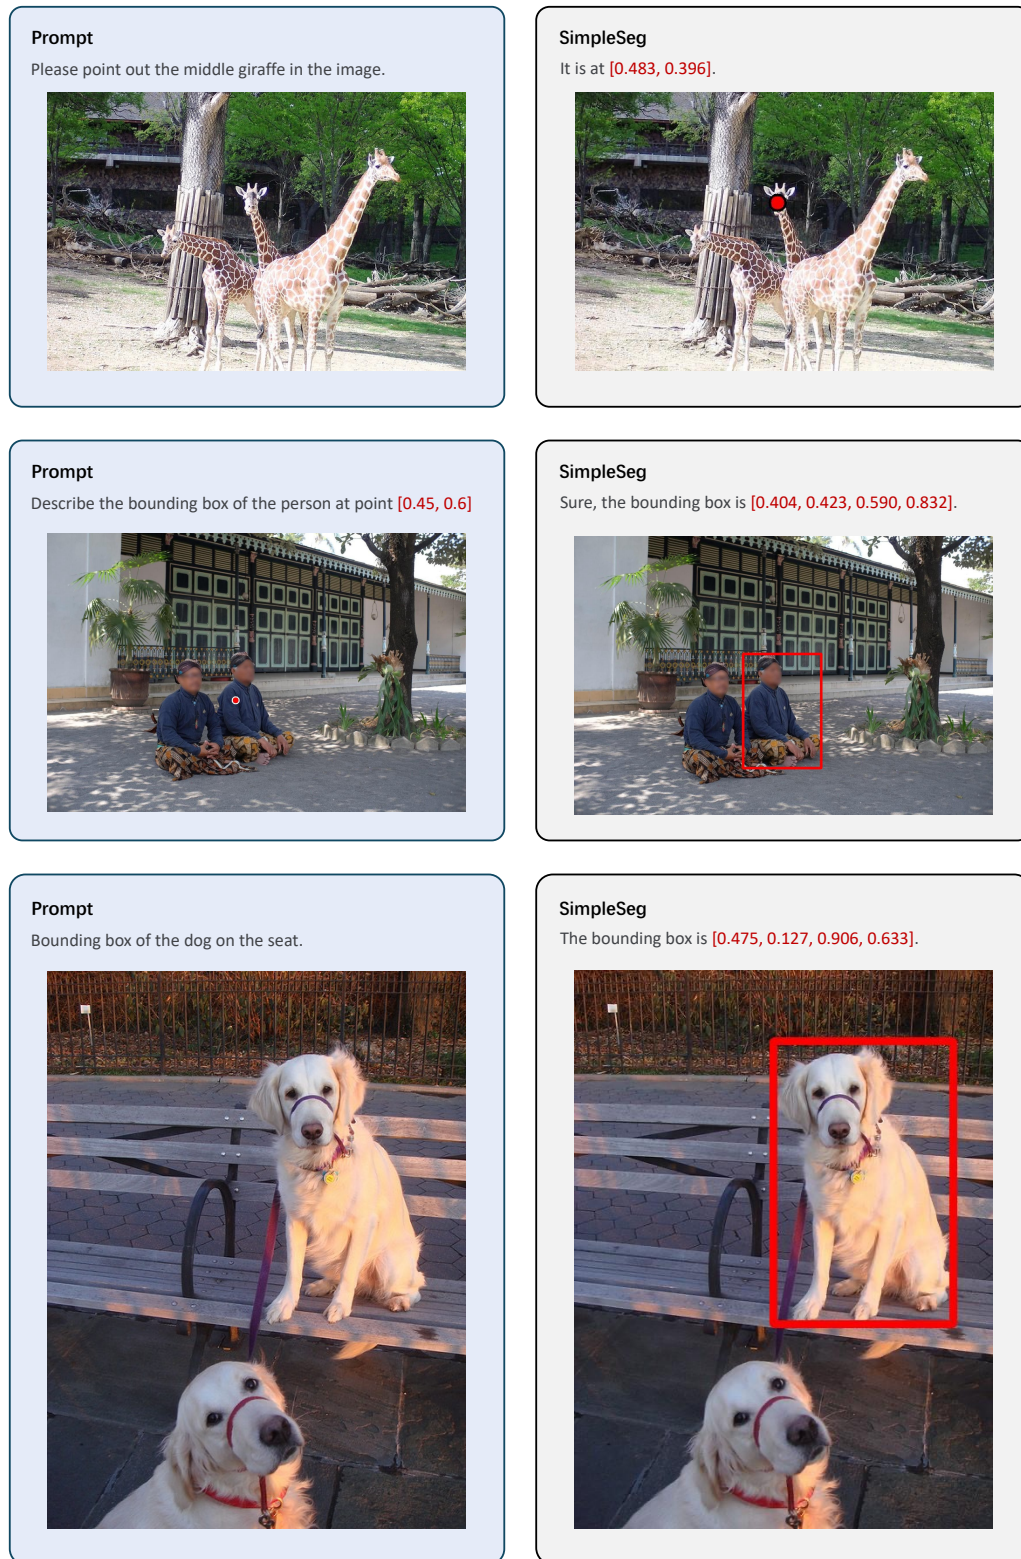 Prompt
Please point out the middle giraffe in the image.
SimpleSeg
It is at [0.483, 0.396].
Prompt
Describe the bounding box of the person at point [0.45, 0.6]
SimpleSeg
Sure, the bounding box is [0.404, 0.423, 0.590, 0.832].
Prompt
Bounding box of the dog on the seat.
SimpleSeg
The bounding box is [0.475, 0.127, 0.906, 0.633].